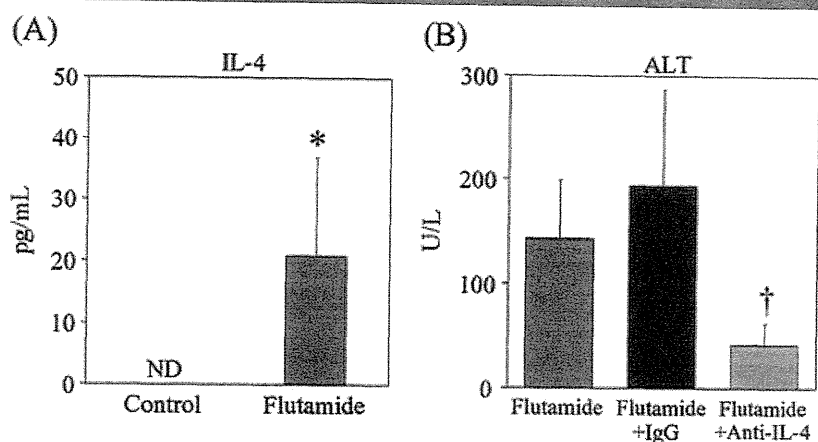 (A)
IL-4
50
40
30
20
10
0
pg/mL
*
ND
Control
Flutamide
(B)
ALT
300
200
100
0
U/L
†
Flutamide
Flutamide
+IgG
Flutamide
+Anti-IL-4